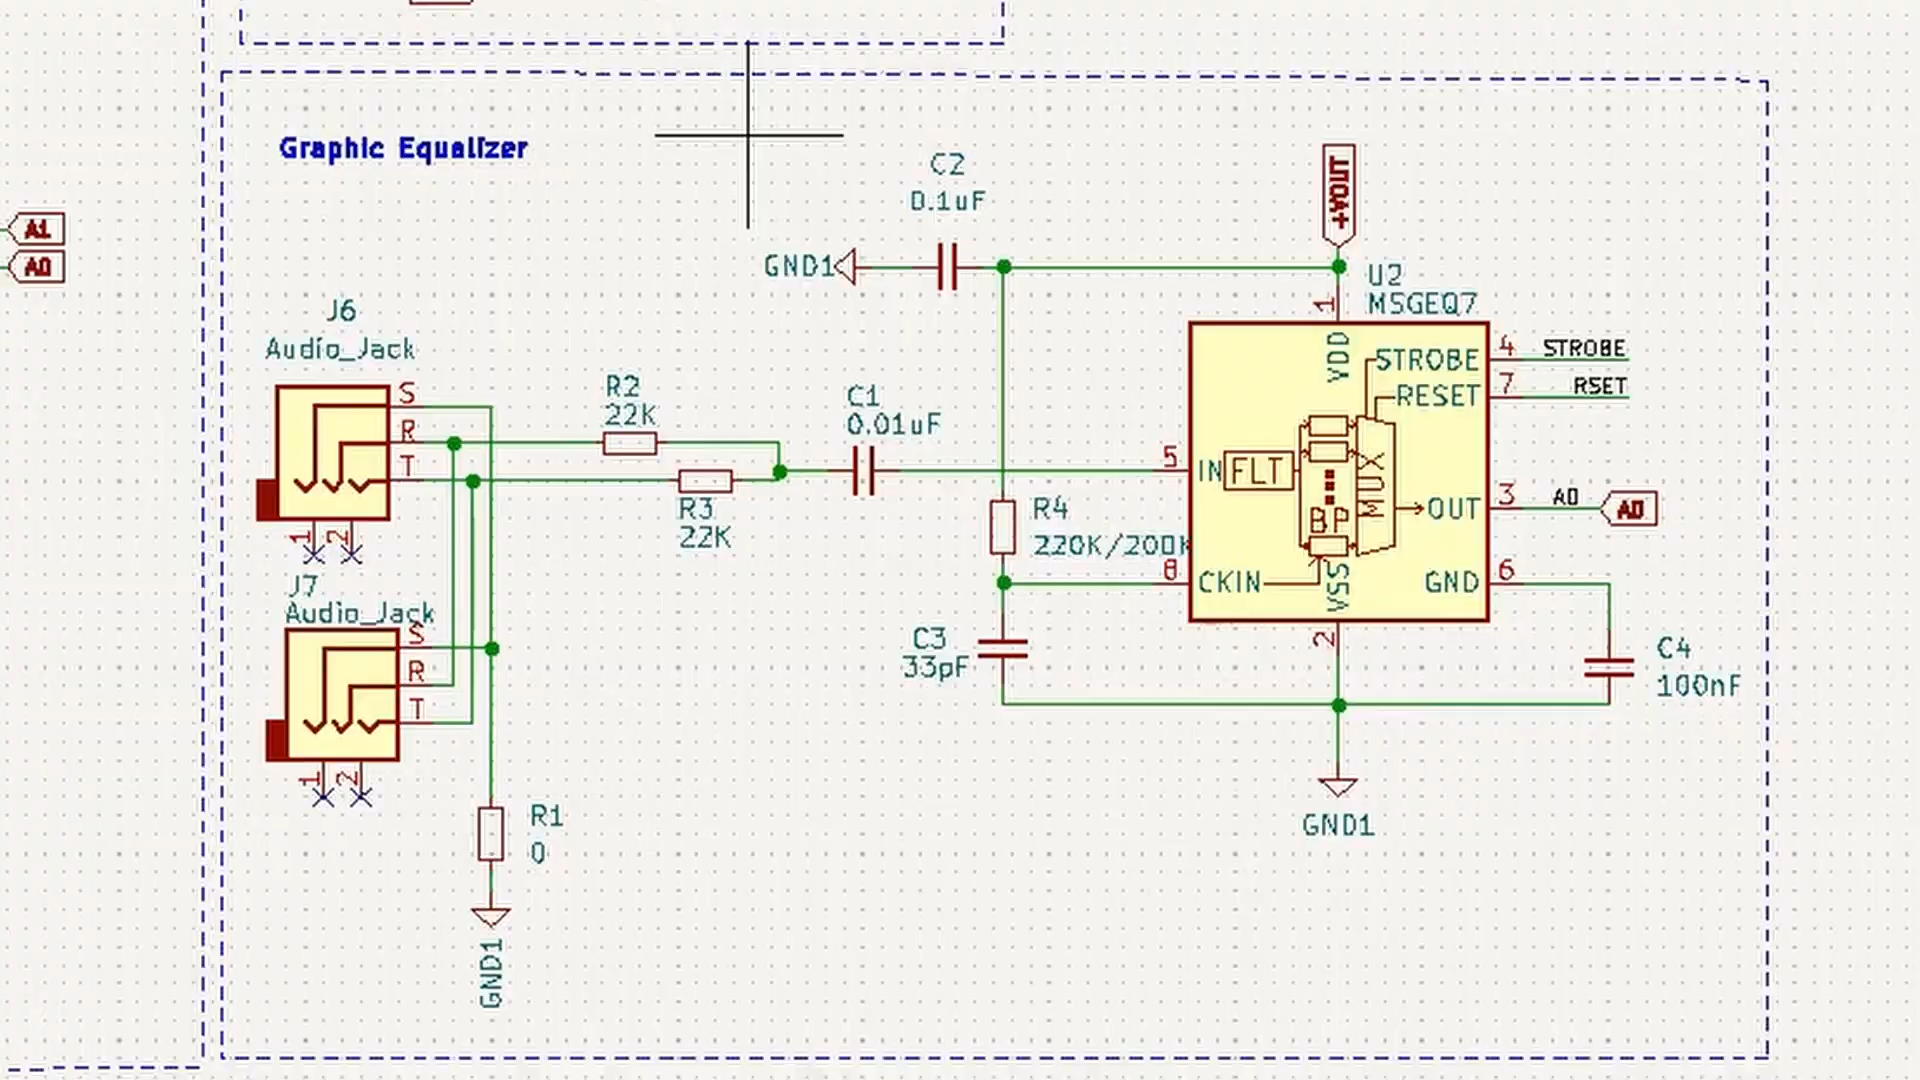 Graphic Equalizer
C2
0.1uF
+VOUT
A1
A0
GND1
U2
MSGEQ7
1
J6
Audio_Jack
VDD
STROBE
4
STROBE
RESET
7
RSET
S
R
T
R2
22K
C1
0.01uF
5
IN
FLT
MUX
BP
OUT
3
A0
A0
R3
22K
R4
220K/200K
1
2
8
CKIN
VSS
GND
6
J7
Audio_Jack
S
R
T
C3
33pF
2
C4
100nF
1
2
R1
0
GND1
GND1